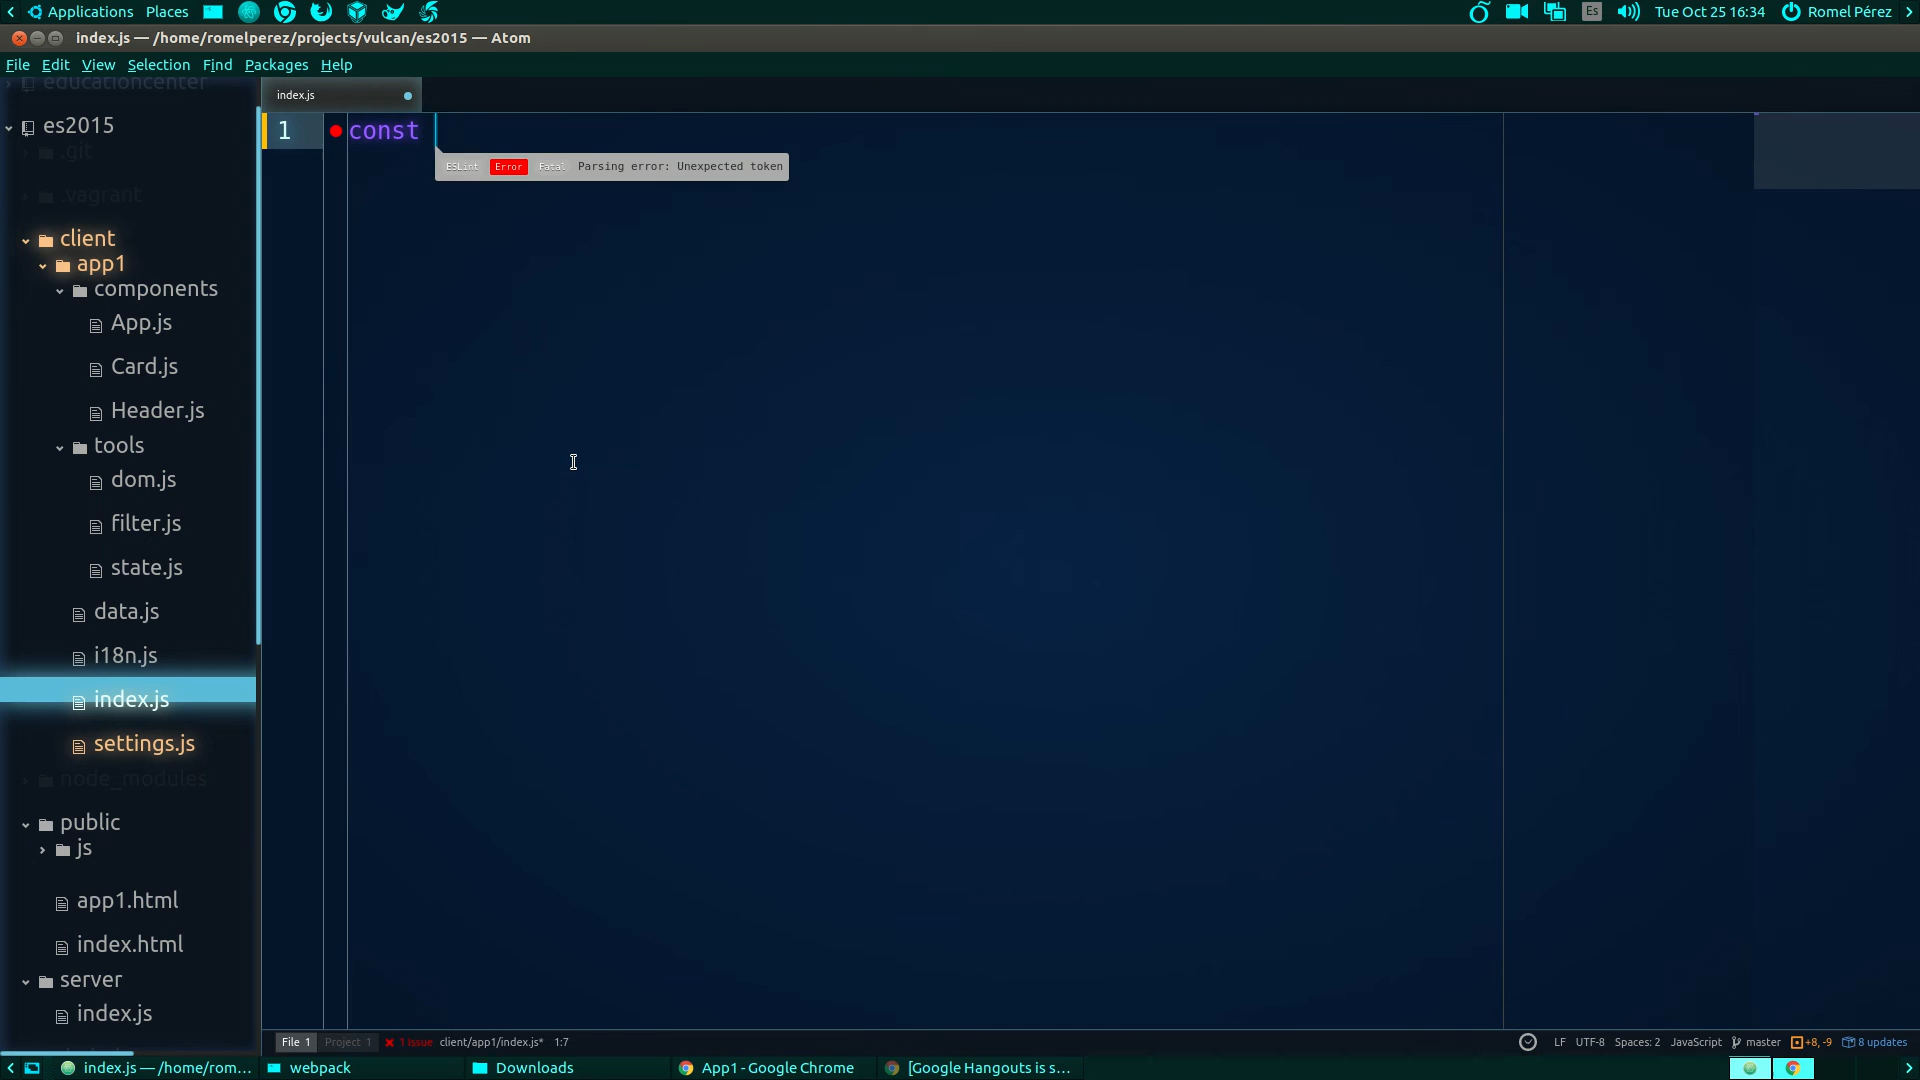 Applications Places Es Tue Oct 25 16:34 Romel Pérez
index.js — /home/romelperez/projects/vulcan/es2015 — Atom
File Edit View Selection Find Packages Help
educationcenter
es2015
.git
.vagrant
client
app1
components
App.js
Card.js
Header.js
tools
dom.js
filter.js
state.js
data.js
i18n.js
index.js
settings.js
node_modules
public
js
app1.html
index.html
server
index.js
index.js
1 const
ESLint Error Fatal Parsing error: Unexpected token
File 1 Project 1 1 Issue client/app1/index.js* 1:7 LF UTF-8 Spaces: 2 JavaScript master +8, -9 8 updates
index.js — /home/rom... webpack Downloads App1 - Google Chrome [Google Hangouts is s...